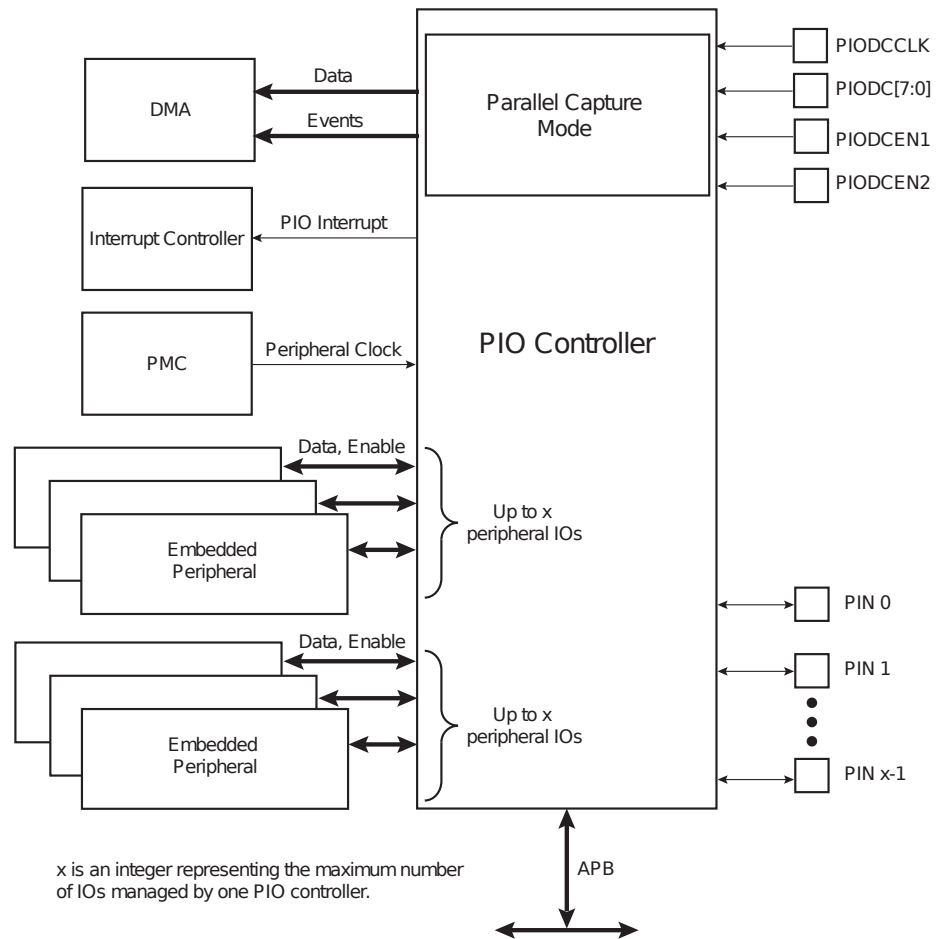 PIODCCLK
Data
DMA
Parallel Capture
Mode
PIODC[7:0]
Events
PIODCEN1
PIODCEN2
PIO Interrupt
Interrupt Controller
PIO Controller
Peripheral Clock
PMC
Data, Enable
Up to x
peripheral IOs
Embedded
Peripheral
PIN 0
Data, Enable
PIN 1
Up to x
peripheral IOs
Embedded
Peripheral
PIN x-1
x is an integer representing the maximum number
of IOs managed by one PIO controller.
APB